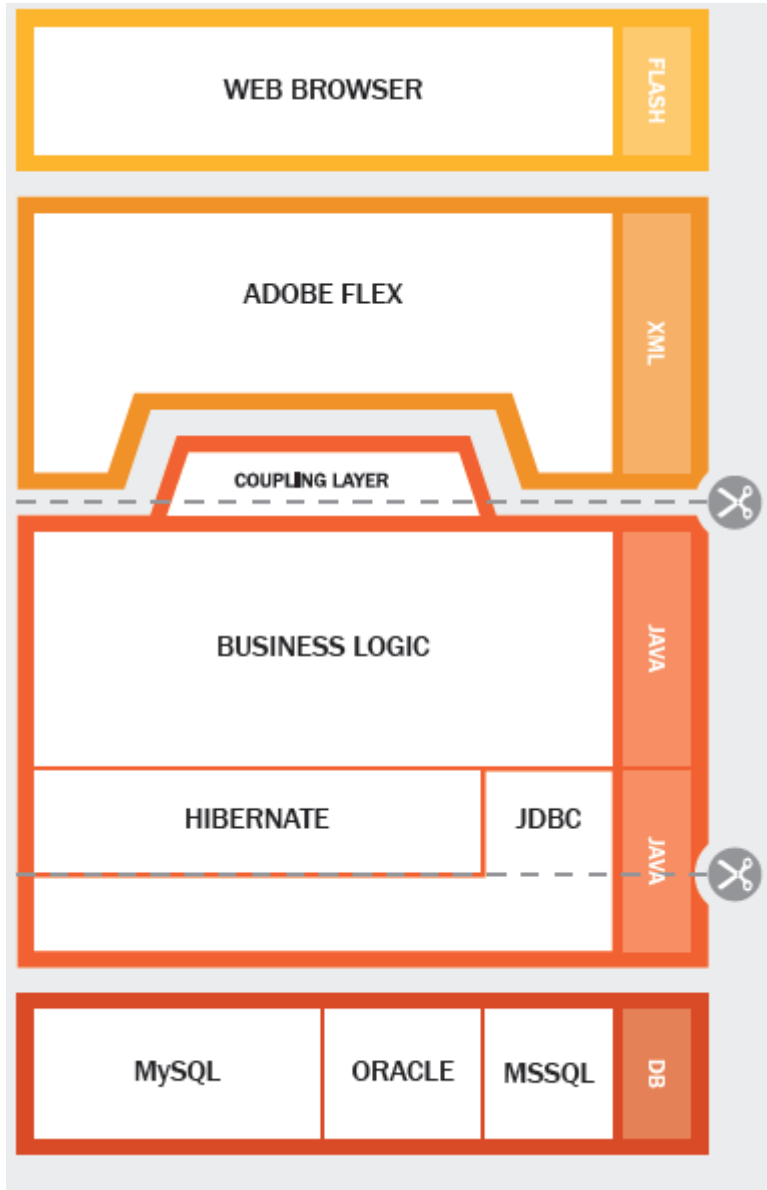 WEB BROWSER
FLASH
ADOBE FLEX
XML
COUPLING LAYER
BUSINESS LOGIC
JAVA
HIBERNATE
JDBC
JAVA
MySQL
ORACLE
MSSQL
DB